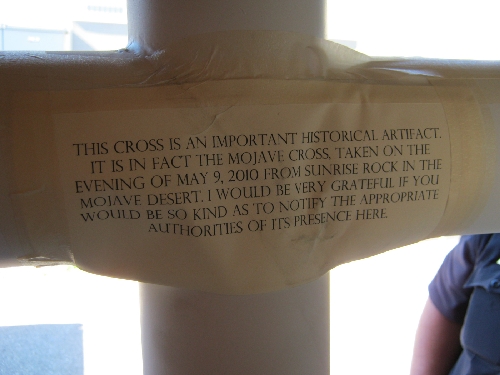 THIS CROSS IS AN IMPORTANT HISTORICAL ARTIFACT.
IT IS IN FACT THE MOJAVE CROSS, TAKEN ON THE
EVENING OF MAY 9, 2010 FROM SUNRISE ROCK IN THE
MOJAVE DESERT. I WOULD BE VERY GRATEFUL IF YOU
WOULD BE SO KIND AS TO NOTIFY THE APPROPRIATE
AUTHORITIES OF ITS PRESENCE HERE.